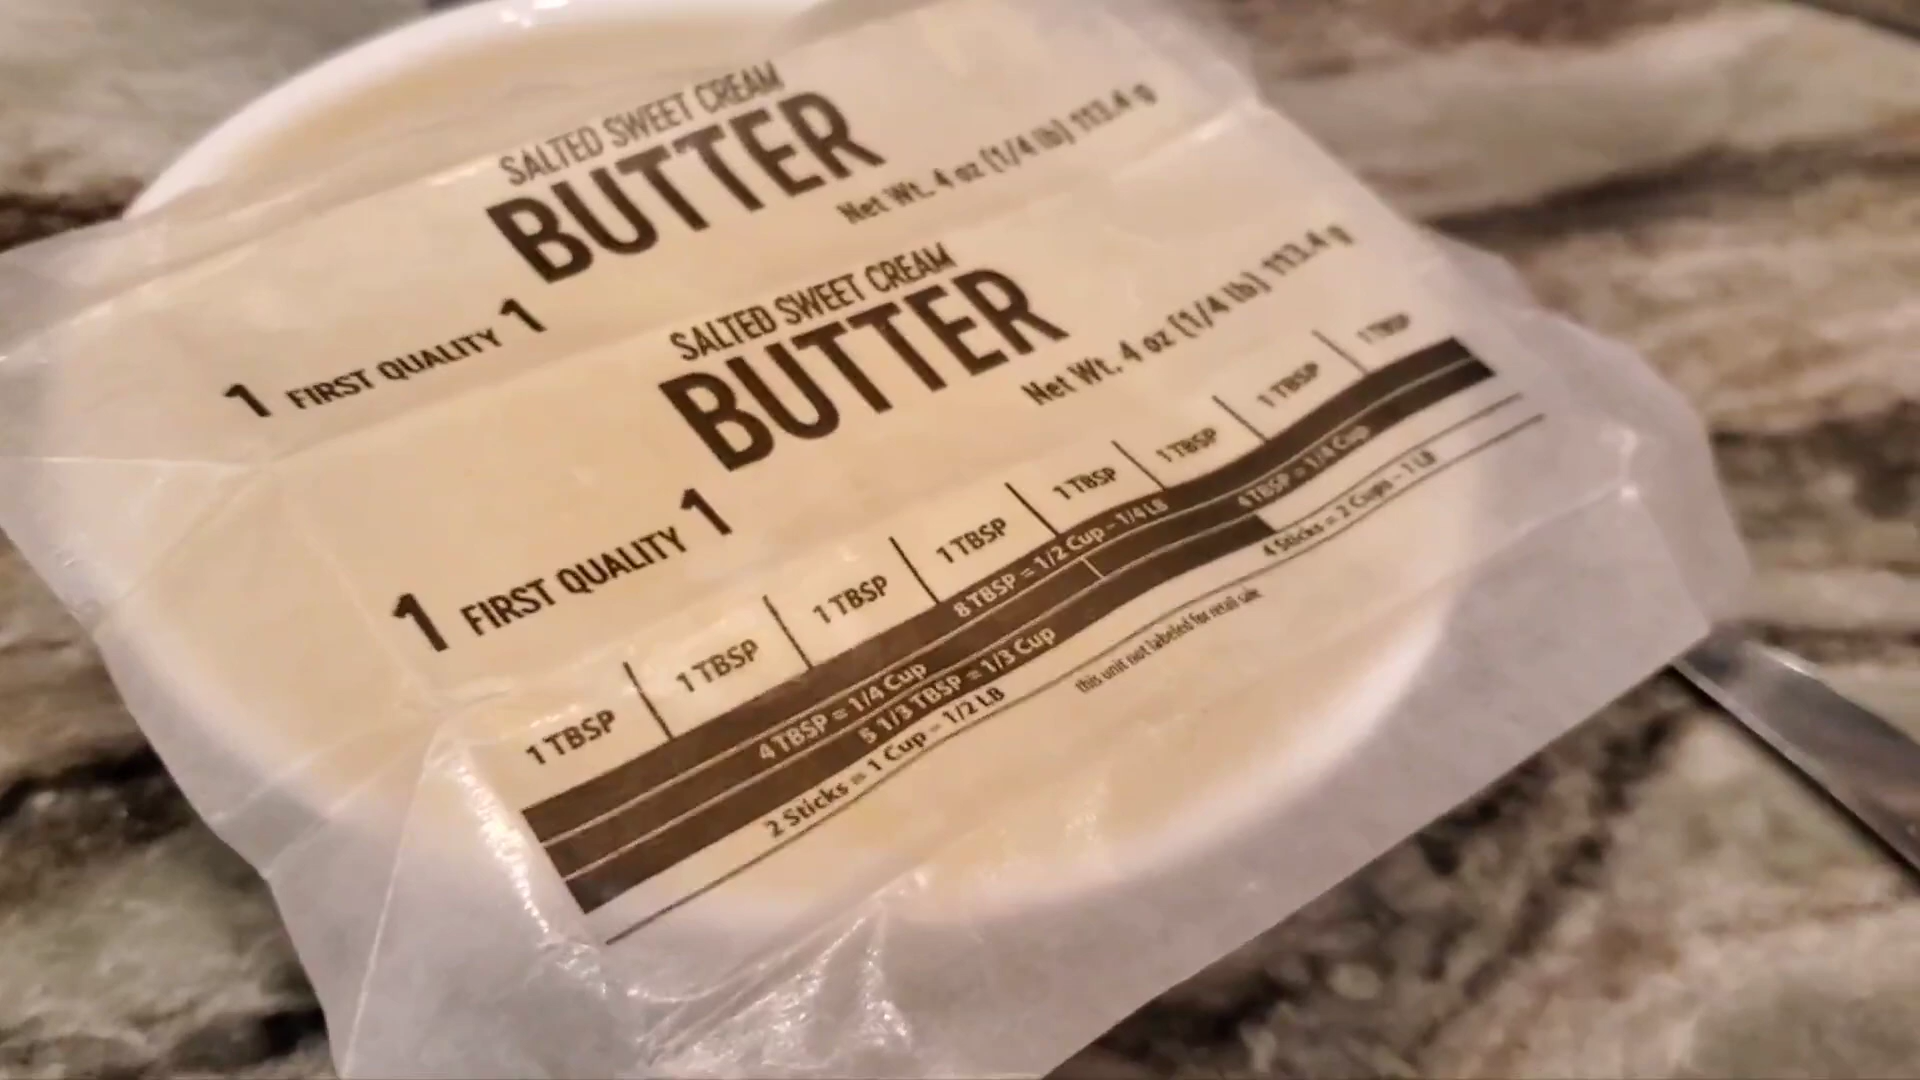 SALTED SWEET CREAM
BUTTER
1 FIRST QUALITY 1
Net Wt. 4 oz (1/4 lb) 113.4 g
SALTED SWEET CREAM
BUTTER
1 FIRST QUALITY 1
Net Wt. 4 oz (1/4 lb) 113.4 g
1 TBSP 1 TBSP 1 TBSP 1 TBSP 1 TBSP 1 TBSP 1 TBSP 1 TBSP
8 TBSP = 1/2 Cup - 1/4 LB
4 TBSP = 1/4 Cup 4 TBSP = 1/4 Cup
5 1/3 TBSP = 1/3 Cup
2 Sticks = 1 Cup - 1/2 LB 4 Sticks = 2 Cups - 1 LB
this unit not labeled for retail sale